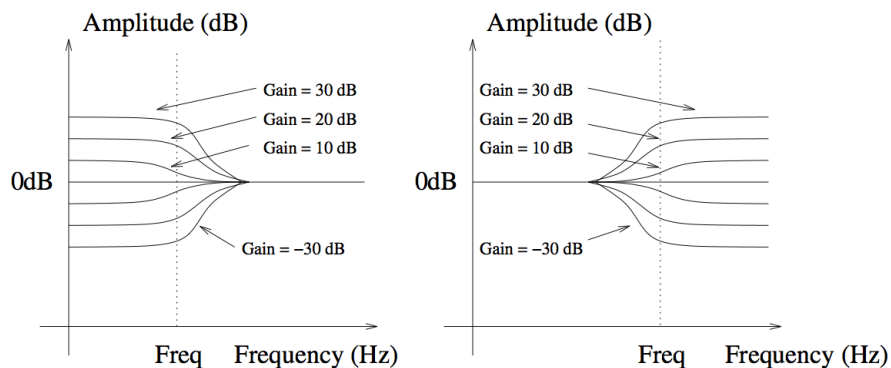 Amplitude (dB)
Gain = 30 dB
Gain = 20 dB
Gain = 10 dB
0dB
Gain = −30 dB
Freq
Frequency (Hz)
Amplitude (dB)
Gain = 30 dB
Gain = 20 dB
Gain = 10 dB
0dB
Gain = −30 dB
Freq
Frequency (Hz)